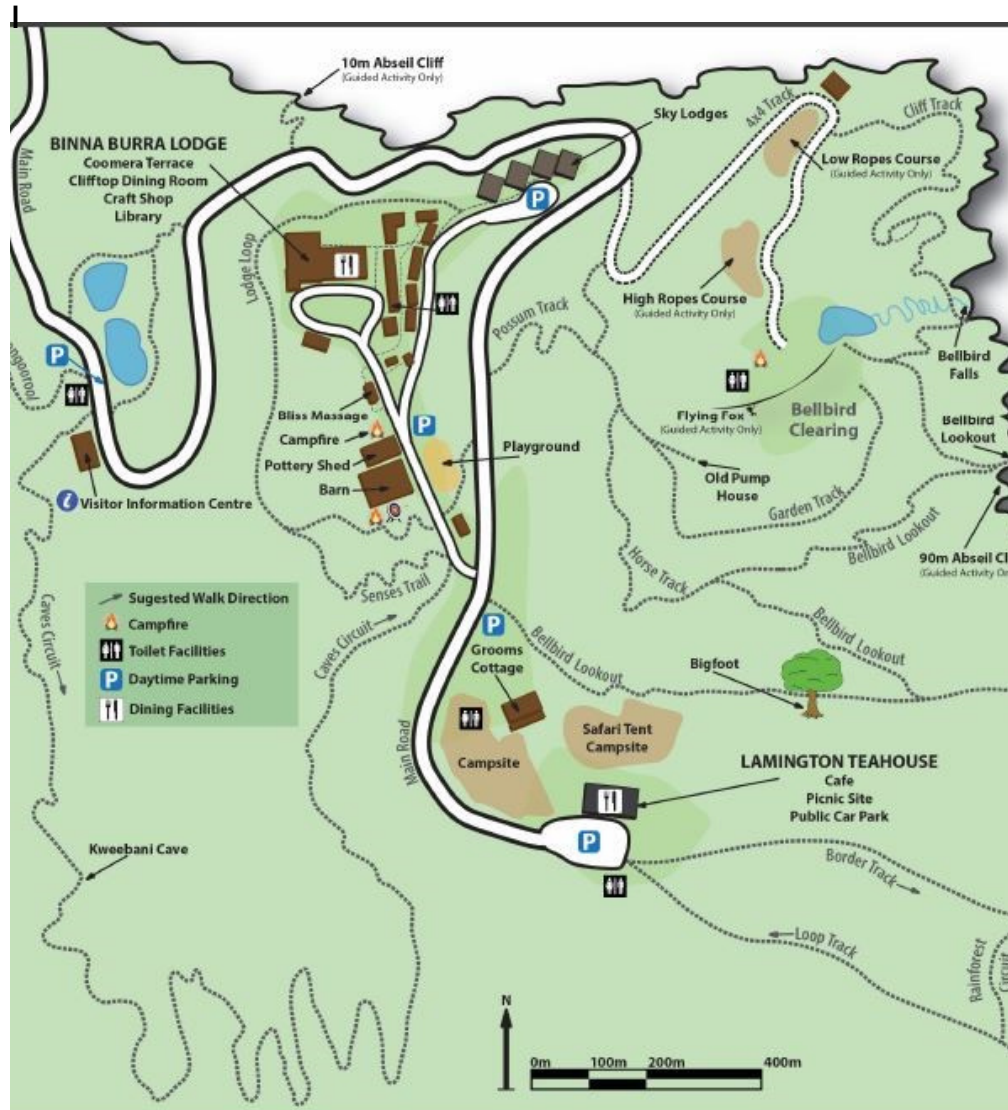 10m Abseil Cliff
(Guided Activity Only)
Sky Lodges
4x4 Track
Cliff Track
Main Road
BINNA BURRA LODGE
Coomera Terrace
Clifftop Dining Room
Craft Shop
Library
Low Ropes Course
(Guided Activity Only)
P
Lodge Loop
High Ropes Course
(Guided Activity Only)
Possum Track
P
angoorool
Bellbird
Falls
Bliss Massage
P
Flying Fox
(Guided Activity Only)
Bellbird
Clearing
Bellbird
Lookout
Campfire
Pottery Shed
Playground
Barn
Old Pump
House
Garden Track
i
Visitor Information Centre
Bellbird Lookout
90m Abseil Cl
(Guided Activity On
Horse Track
Senses Trail
Sugested Walk Direction
Campfire
Toilet Facilities
P
Daytime Parking
Dining Facilities
Caves Circuit
Caves Circuit
P
Grooms
Cottage
Bellbird Lookout
Bellbird Lookout
Bigfoot
Main Road
Campsite
Safari Tent
Campsite
LAMINGTON TEAHOUSE
Cafe
Picnic Site
Public Car Park
P
Kweebani Cave
Border Track
Loop Track
Rainforest
Circuit
N
0m
100m
200m
400m